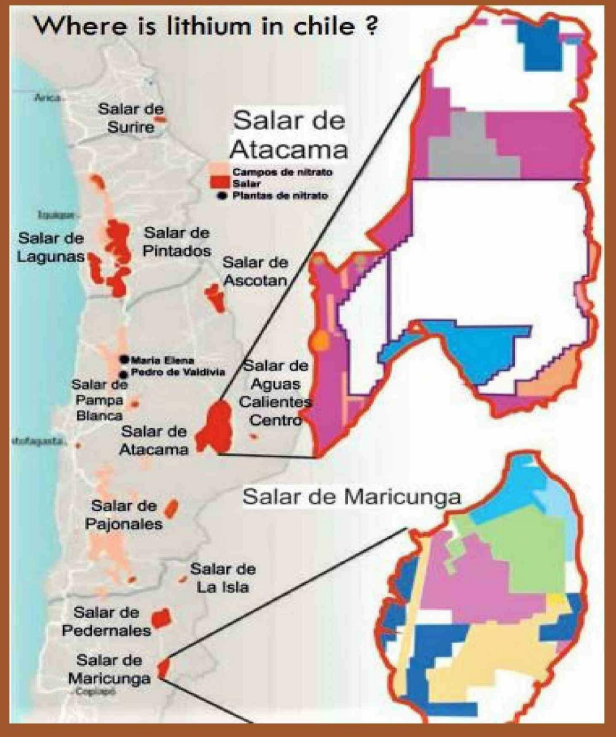 Where is lithium in chile ?
Arica
Salar de
Surire
Salar de
Atacama
Campos de nitrato
Salar
Plantas de nitrato
Iquique
Salar de
Lagunas
Salar de
Pintados
Salar de
Ascotan
Maria Elena
Pedro de Valdivia
Salar de
Pampa
Blanca
Salar de
Aguas
Calientes
Centro
Salar de
Atacama
ntofagasta
Salar de Maricunga
Salar de
Pajonales
Salar de
La Isla
Salar de
Pedernales
Salar de
Maricunga
Copiapó